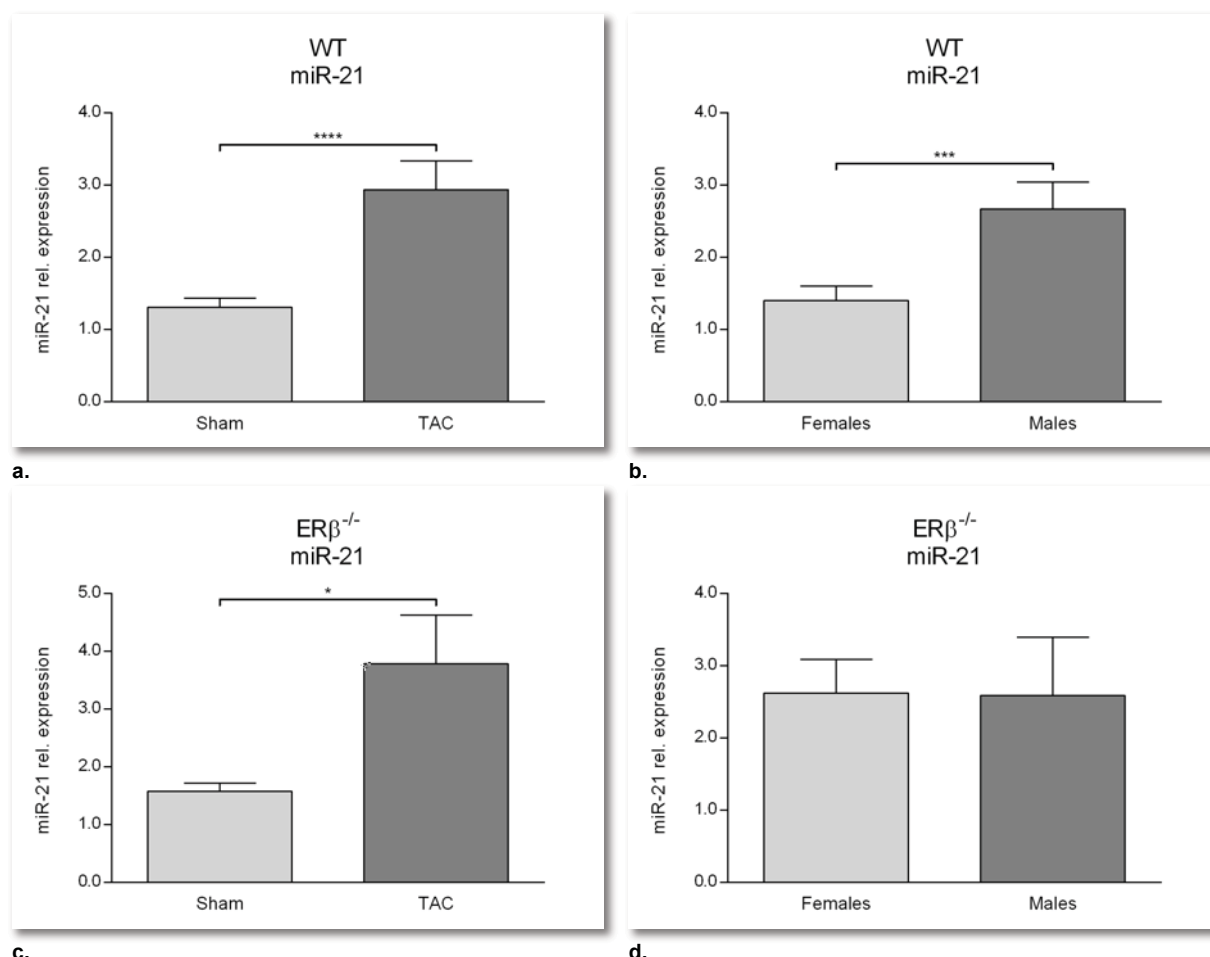 WT
miR-21
miR-21 rel. expression
4.0
3.0
2.0
1.0
0.0
****
Sham
TAC
a.
WT
miR-21
miR-21 rel. expression
4.0
3.0
2.0
1.0
0.0
***
Females
Males
b.
ERβ-/-
miR-21
miR-21 rel. expression
5.0
4.0
3.0
2.0
1.0
0.0
*
Sham
TAC
c.
ERβ-/-
miR-21
miR-21 rel. expression
4.0
3.0
2.0
1.0
0.0
Females
Males
d.